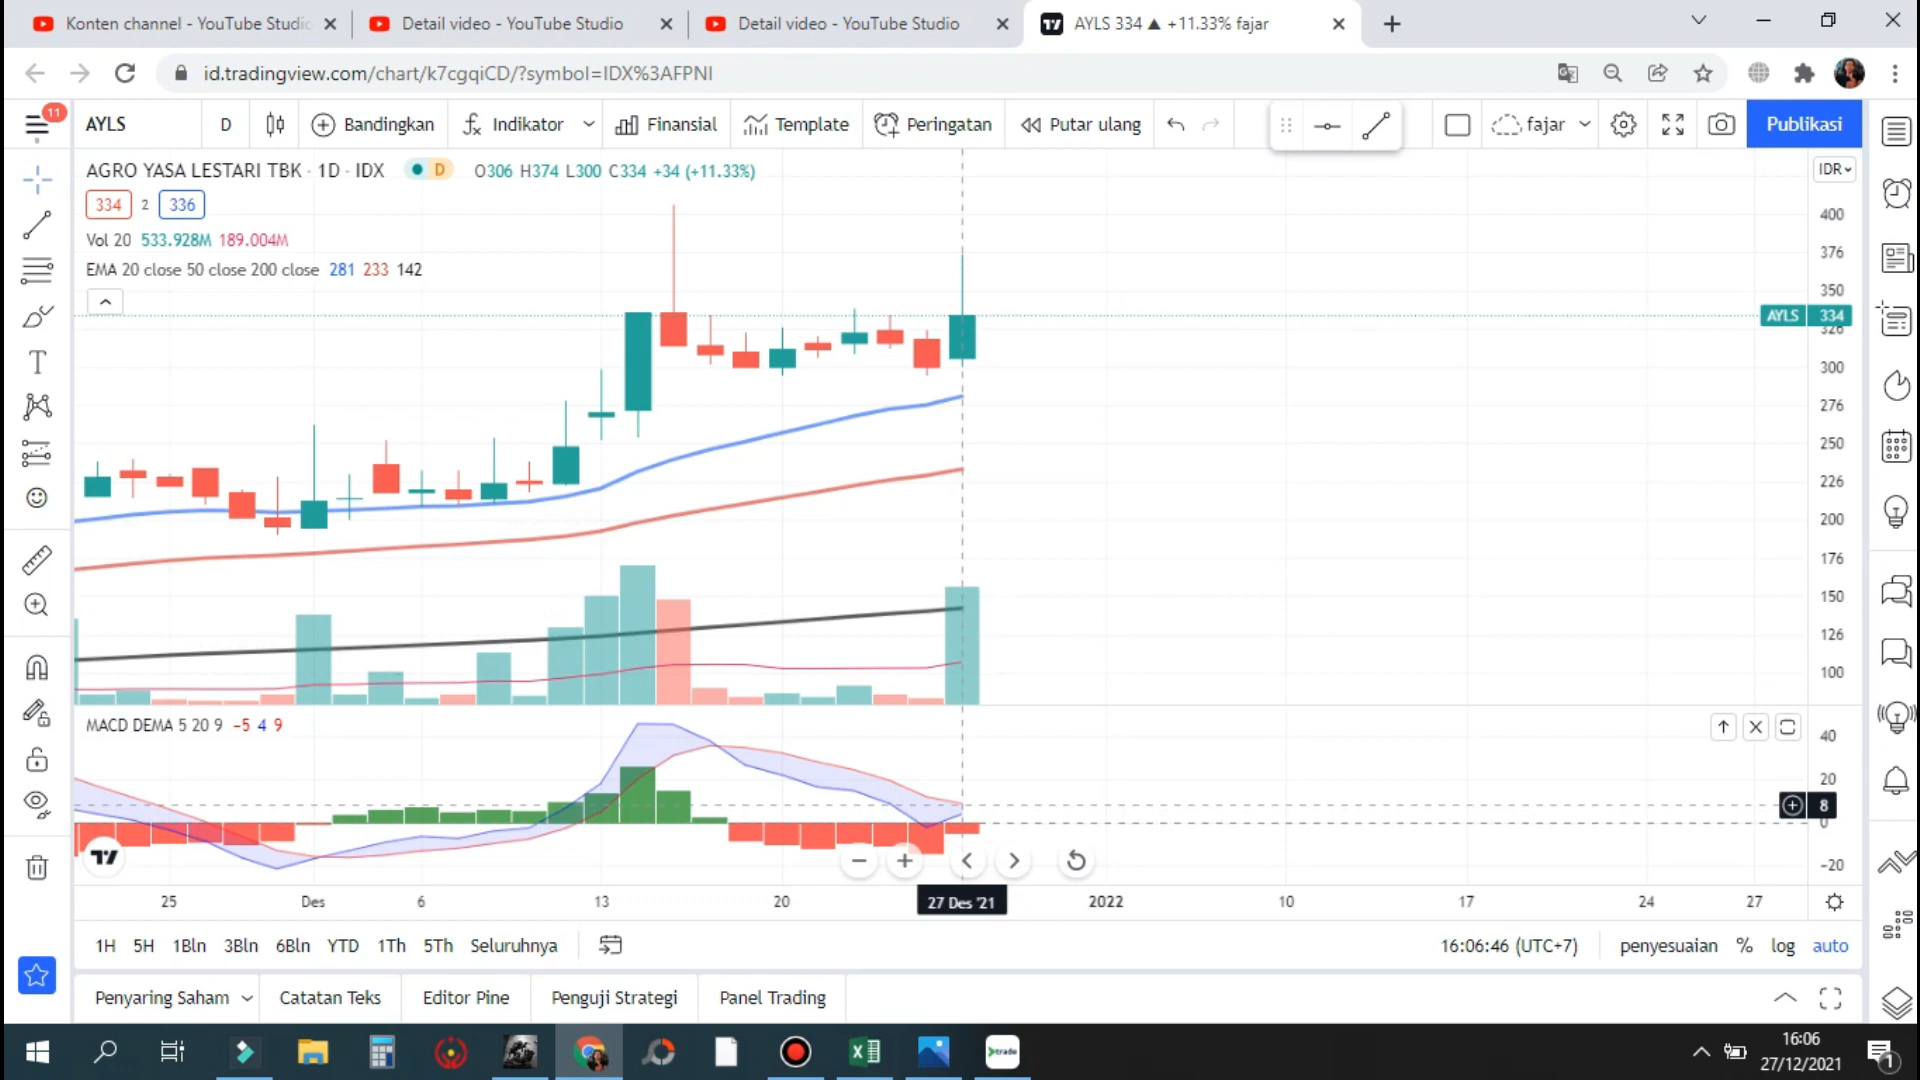 Konten channel - YouTube Studio
Detail video - YouTube Studio
Detail video - YouTube Studio
AYLS 334 ▲ +11.33% fajar
id.tradingview.com/chart/k7cgqiCD/?symbol=IDX%3AFPNI
11
AYLS
D
Bandingkan
Indikator
Finansial
Template
Peringatan
Putar ulang
fajar
Publikasi
AGRO YASA LESTARI TBK · 1D · IDX
D
O306 H374 L300 C334 +34 (+11.33%)
IDR
334 2 336
Vol 20 533.928M 189.004M
EMA 20 close 50 close 200 close 281 233 142
400
376
350
AYLS 334
328
300
276
250
226
200
176
150
126
100
MACD DEMA 5 20 9 −5 4 9
40
20
8
0
−20
25 Des 6 13 20 27 Des '21 2022 10 17 24 27
1H 5H 1Bln 3Bln 6Bln YTD 1Th 5Th Seluruhnya
16:06:46 (UTC+7)
penyesuaian % log auto
Penyaring Saham
Catatan Teks
Editor Pine
Penguji Strategi
Panel Trading
trade
16:06
27/12/2021
1